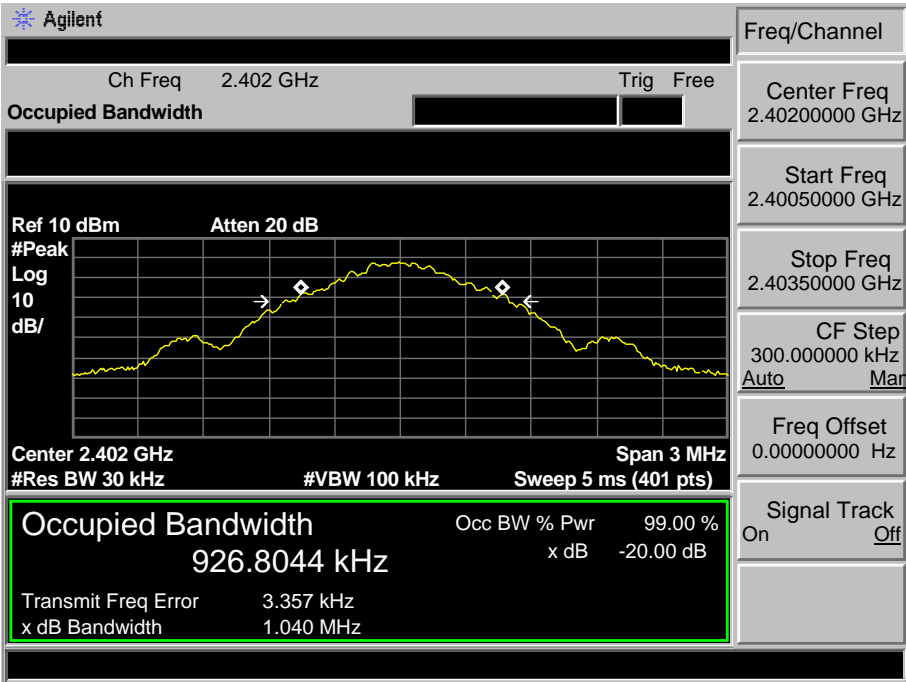 Agilent
Freq/Channel
Ch Freq 2.402 GHz Trig Free
Occupied Bandwidth
Center Freq
2.40200000 GHz
Start Freq
2.40050000 GHz
Stop Freq
2.40350000 GHz
CF Step
300.000000 kHz
Auto Man
Freq Offset
0.00000000 Hz
Signal Track
On Off
Ref 10 dBm Atten 20 dB
#Peak
Log
10
dB/
Center 2.402 GHz Span 3 MHz
#Res BW 30 kHz #VBW 100 kHz Sweep 5 ms (401 pts)
Occupied Bandwidth Occ BW % Pwr 99.00 %
926.8044 kHz x dB -20.00 dB
Transmit Freq Error 3.357 kHz
x dB Bandwidth 1.040 MHz